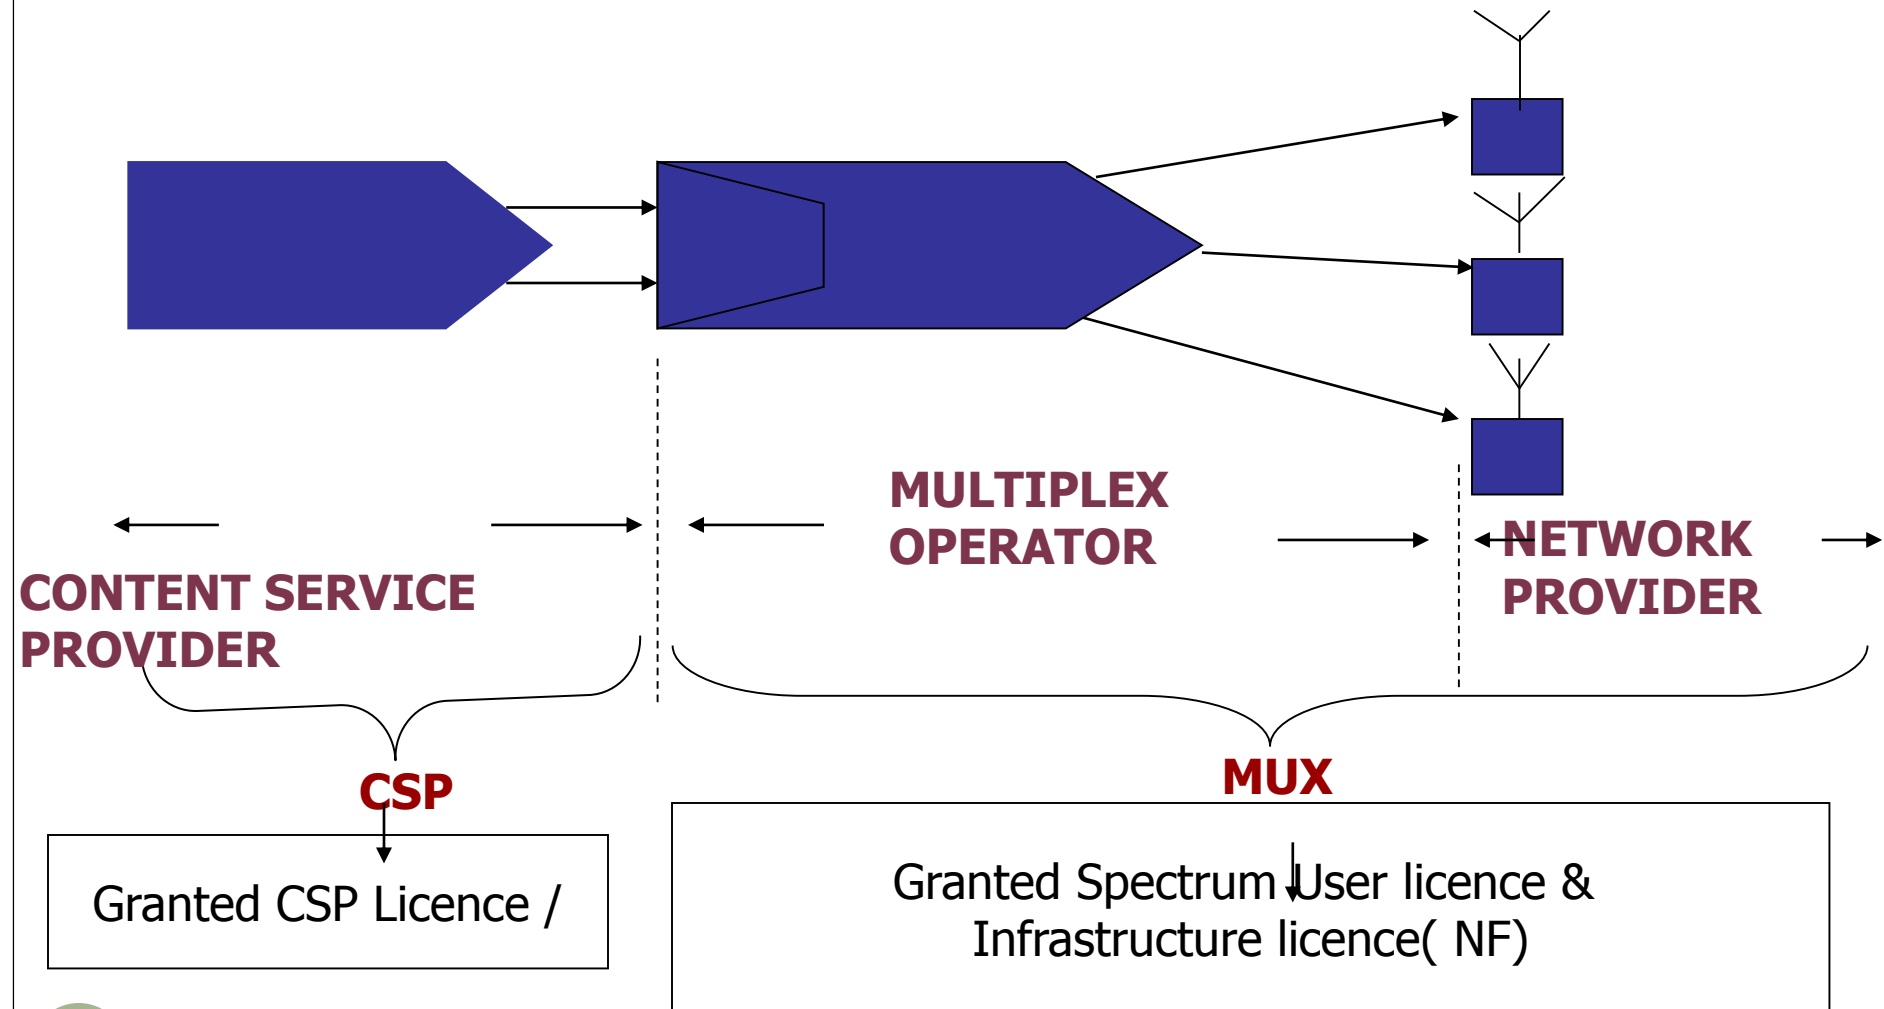 MULTIPLEX
OPERATOR
NETWORK
PROVIDER
CONTENT SERVICE
PROVIDER
CSP
MUX
Granted CSP Licence /
Granted Spectrum User licence &
Infrastructure licence( NF)